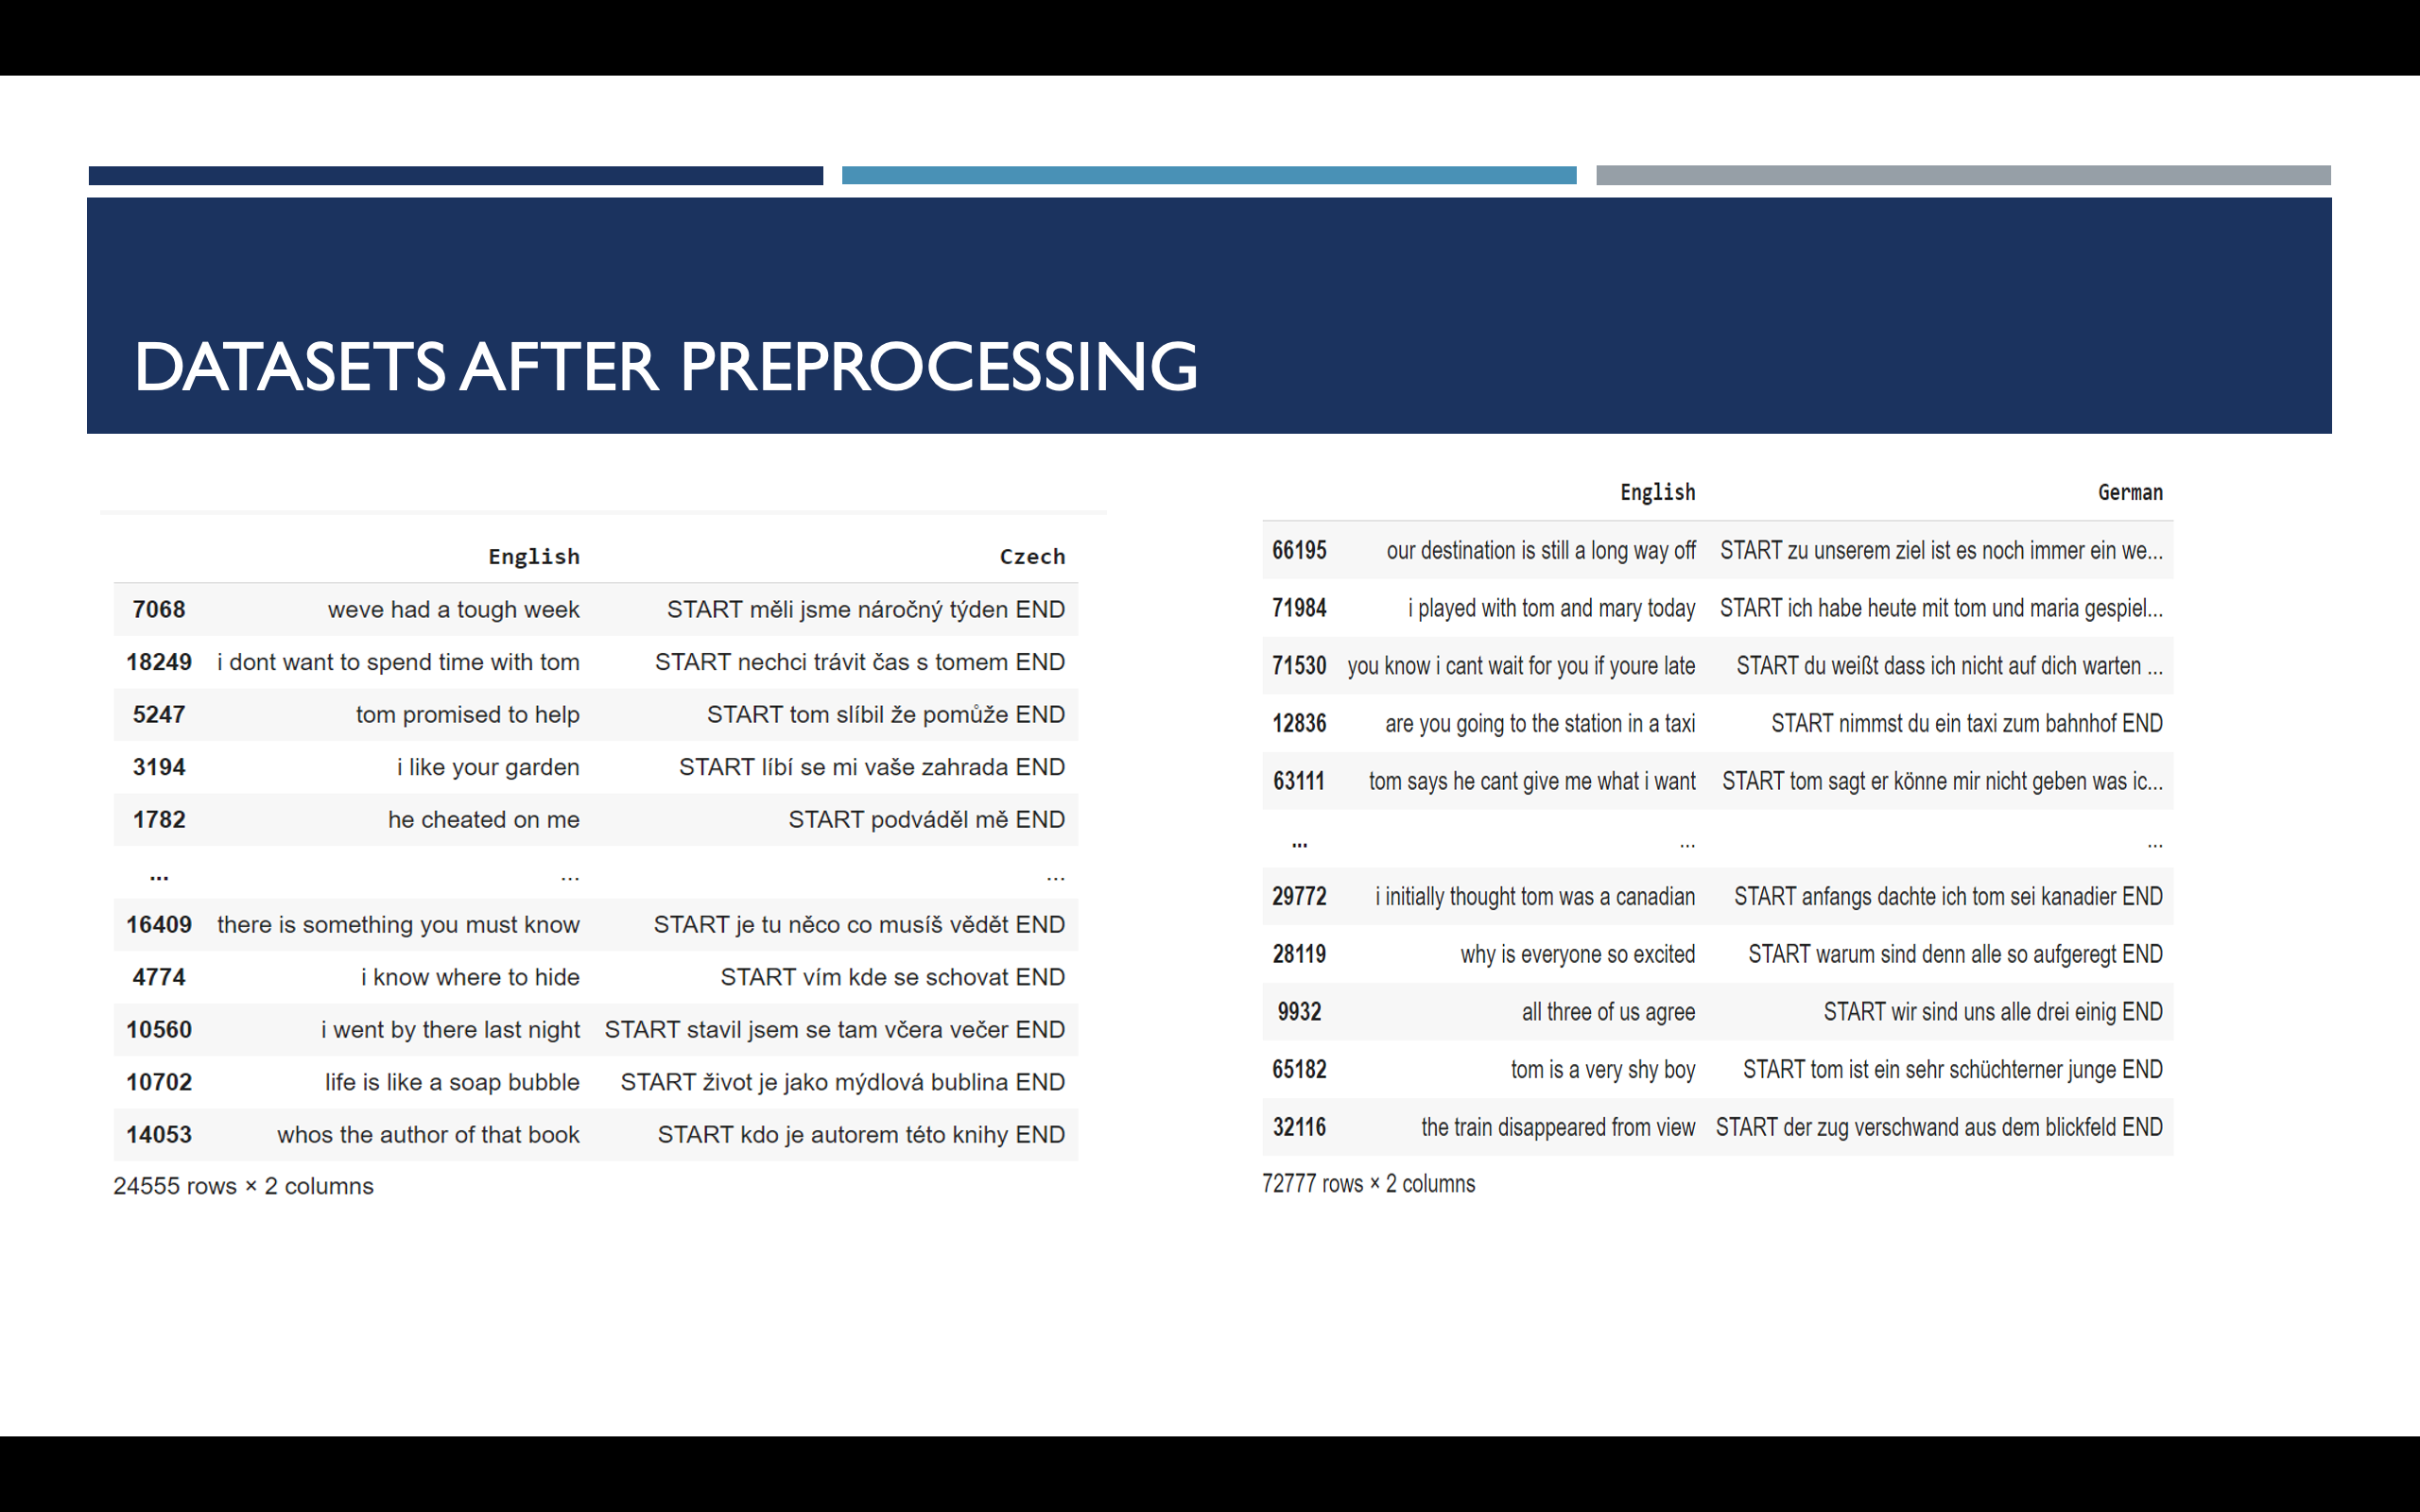 DATASETS AFTER PREPROCESSING
English Czech
7068 weve had a tough week START měli jsme náročný týden END
18249 i dont want to spend time with tom START nechci trávit čas s tomem END
5247 tom promised to help START tom slíbil že pomůže END
3194 i like your garden START líbí se mi vaše zahrada END
1782 he cheated on me START podváděl mě END
... ... ...
16409 there is something you must know START je tu něco co musíš vědět END
4774 i know where to hide START vím kde se schovat END
10560 i went by there last night START stavil jsem se tam včera večer END
10702 life is like a soap bubble START život je jako mýdlová bublina END
14053 whos the author of that book START kdo je autorem této knihy END
24555 rows × 2 columns
English German
66195 our destination is still a long way off START zu unserem ziel ist es noch immer ein we...
71984 i played with tom and mary today START ich habe heute mit tom und maria gespiel...
71530 you know i cant wait for you if youre late START du weißt dass ich nicht auf dich warten ...
12836 are you going to the station in a taxi START nimmst du ein taxi zum bahnhof END
63111 tom says he cant give me what i want START tom sagt er könne mir nicht geben was ic...
... ... ...
29772 i initially thought tom was a canadian START anfangs dachte ich tom sei kanadier END
28119 why is everyone so excited START warum sind denn alle so aufgeregt END
9932 all three of us agree START wir sind uns alle drei einig END
65182 tom is a very shy boy START tom ist ein sehr schüchterner junge END
32116 the train disappeared from view START der zug verschwand aus dem blickfeld END
72777 rows × 2 columns